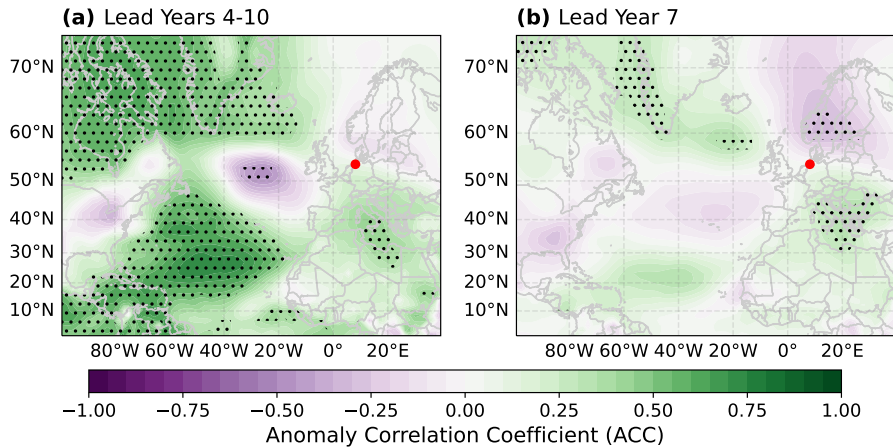 (a) Lead Years 4-10
(b) Lead Year 7
70°N
60°N
50°N
40°N
30°N
20°N
10°N
70°N
60°N
50°N
40°N
30°N
20°N
10°N
80°W 60°W 40°W 20°W 0° 20°E
80°W 60°W 40°W 20°W 0° 20°E
−1.00 −0.75 −0.50 −0.25 0.00 0.25 0.50 0.75 1.00
Anomaly Correlation Coefficient (ACC)